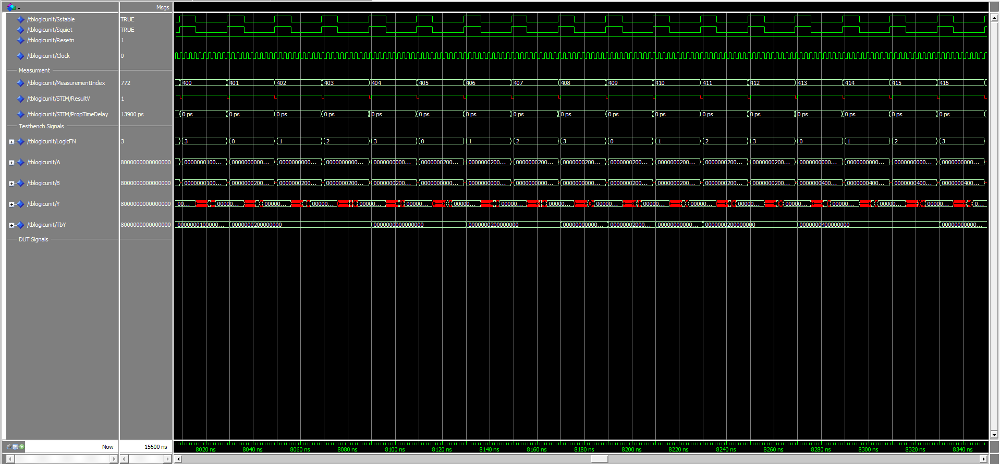 Msgs
/tblogicunit/Sstable TRUE
/tblogicunit/Squiet TRUE
/tblogicunit/Resetn 1
/tblogicunit/Clock 0
Measurment
/tblogicunit/MeasurementIndex 772 400 401 402 403 404 405 406 407 408 409 410 411 412 413 414 415 416
/tblogicunit/STIM/ResultV 1
/tblogicunit/STIM/PropTimeDelay 13900 ps 0 ps 0 ps 0 ps 0 ps 0 ps 0 ps 0 ps 0 ps 0 ps 0 ps 0 ps 0 ps 0 ps 0 ps 0 ps 0 ps 0 ps
Testbench Signals
/tblogicunit/LogicFN 3 3 0 1 2 3 0 1 2 3 0 1 2 3 0 1 2 3
/tblogicunit/A 8000000000000000 0000000100... 0000000000... 0000000000... 0000000000... 0000000000... 0000000200... 0000000200... 0000000200... 0000000200... 0000000200... 0000000200... 0000000200... 0000000200... 0000000000... 0000000000... 0000000000... 0000000000...
/tblogicunit/B 8000000000000000 0000000100... 0000000200... 0000000200... 0000000200... 0000000200... 0000000000... 0000000000... 0000000000... 0000000000... 0000000200... 0000000200... 0000000200... 0000000200... 0000000400... 0000000400... 0000000400... 0000000400...
/tblogicunit/Y 8000000000000000 00... 00000... 00000... 00000... 00000... 00000... 00000... 00000... 00000... 00000... 00000... 00000... 00000... 00000... 00000... 00000... 00000... 0...
/tblogicunit/TbY 8000000000000000 0000000100000... 0000000200000000 0000000000000000 0000000200000000 00000000000... 00000002000... 00000000000... 0000000200000000 0000000400000000 00000000000...
DUT Signals
Now 15600 ns 8020 ns 8040 ns 8060 ns 8080 ns 8100 ns 8120 ns 8140 ns 8160 ns 8180 ns 8200 ns 8220 ns 8240 ns 8260 ns 8280 ns 8300 ns 8320 ns 8340 ns